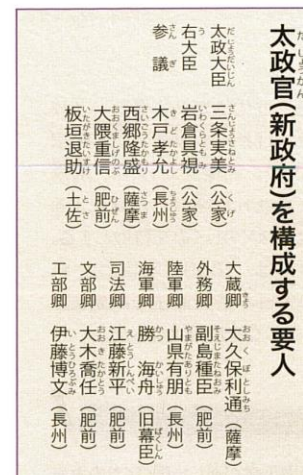 太政官(新政府)を構成する要人
太政大臣 三条実美(公家)
右大臣 岩倉具視(公家)
参議 木戸孝允(長州)
西郷隆盛(薩摩)
大隈重信(肥前)
板垣退助(土佐)
大蔵卿 大久保利通(薩摩)
外務卿 副島種臣(肥前)
陸軍卿 山県有朋(長州)
海軍卿 勝海舟(旧幕臣)
司法卿 江藤新平(肥前)
文部卿 大木喬任(肥前)
工部卿 伊藤博文(長州)